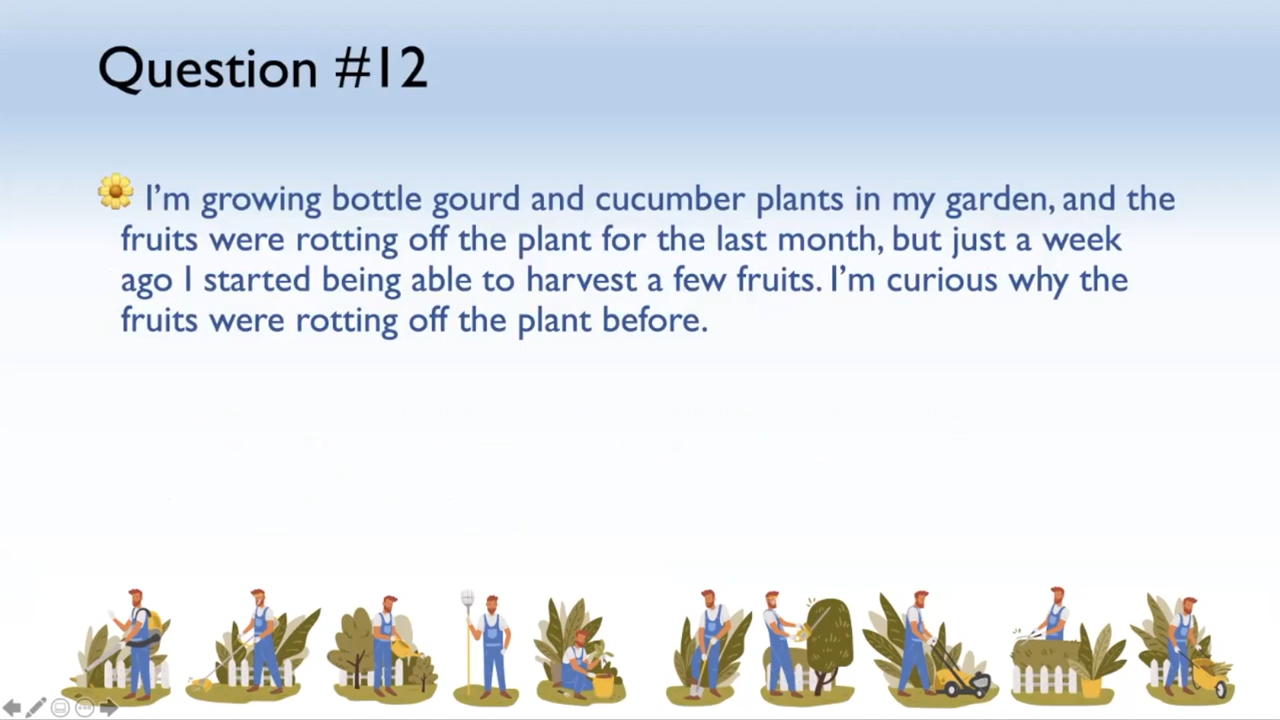 Question #12
I’m growing bottle gourd and cucumber plants in my garden, and the
fruits were rotting off the plant for the last month, but just a week
ago I started being able to harvest a few fruits. I’m curious why the
fruits were rotting off the plant before.